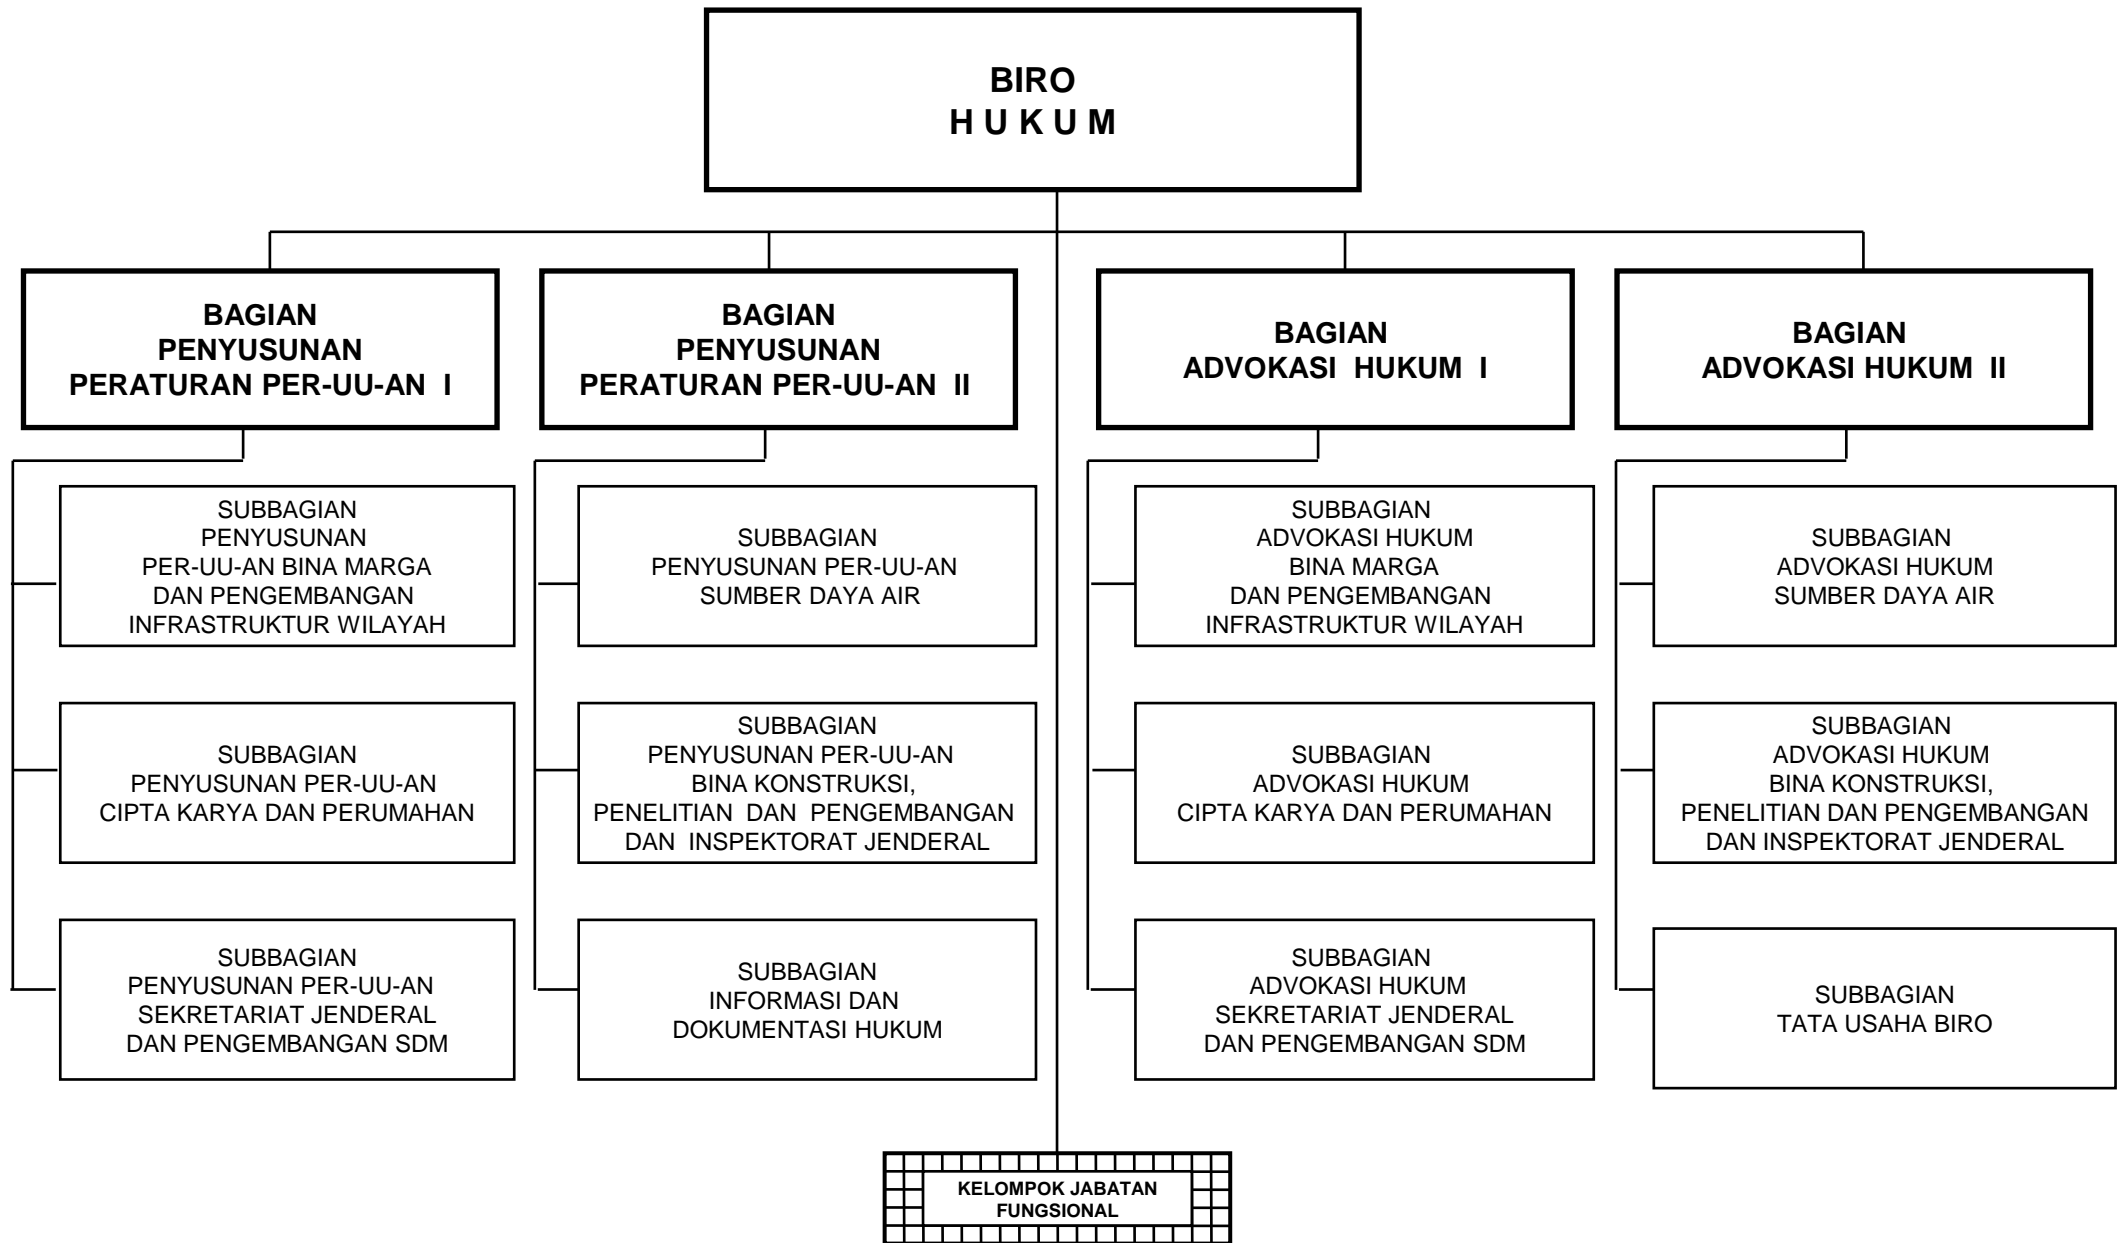 BIRO
H U K U M
BAGIAN
PENYUSUNAN
PERATURAN PER-UU-AN I
BAGIAN
PENYUSUNAN
PERATURAN PER-UU-AN II
BAGIAN
ADVOKASI HUKUM I
BAGIAN
ADVOKASI HUKUM II
SUBBAGIAN
PENYUSUNAN
PER-UU-AN BINA MARGA
DAN PENGEMBANGAN
INFRASTRUKTUR WILAYAH
SUBBAGIAN
PENYUSUNAN PER-UU-AN
SUMBER DAYA AIR
SUBBAGIAN
ADVOKASI HUKUM
BINA MARGA
DAN PENGEMBANGAN
INFRASTRUKTUR WILAYAH
SUBBAGIAN
ADVOKASI HUKUM
SUMBER DAYA AIR
SUBBAGIAN
PENYUSUNAN PER-UU-AN
CIPTA KARYA DAN PERUMAHAN
SUBBAGIAN
PENYUSUNAN PER-UU-AN
BINA KONSTRUKSI,
PENELITIAN DAN PENGEMBANGAN
DAN INSPEKTORAT JENDERAL
SUBBAGIAN
ADVOKASI HUKUM
CIPTA KARYA DAN PERUMAHAN
SUBBAGIAN
ADVOKASI HUKUM
BINA KONSTRUKSI,
PENELITIAN DAN PENGEMBANGAN
DAN INSPEKTORAT JENDERAL
SUBBAGIAN
PENYUSUNAN PER-UU-AN
SEKRETARIAT JENDERAL
DAN PENGEMBANGAN SDM
SUBBAGIAN
INFORMASI DAN
DOKUMENTASI HUKUM
SUBBAGIAN
ADVOKASI HUKUM
SEKRETARIAT JENDERAL
DAN PENGEMBANGAN SDM
SUBBAGIAN
TATA USAHA BIRO
KELOMPOK JABATAN
FUNGSIONAL